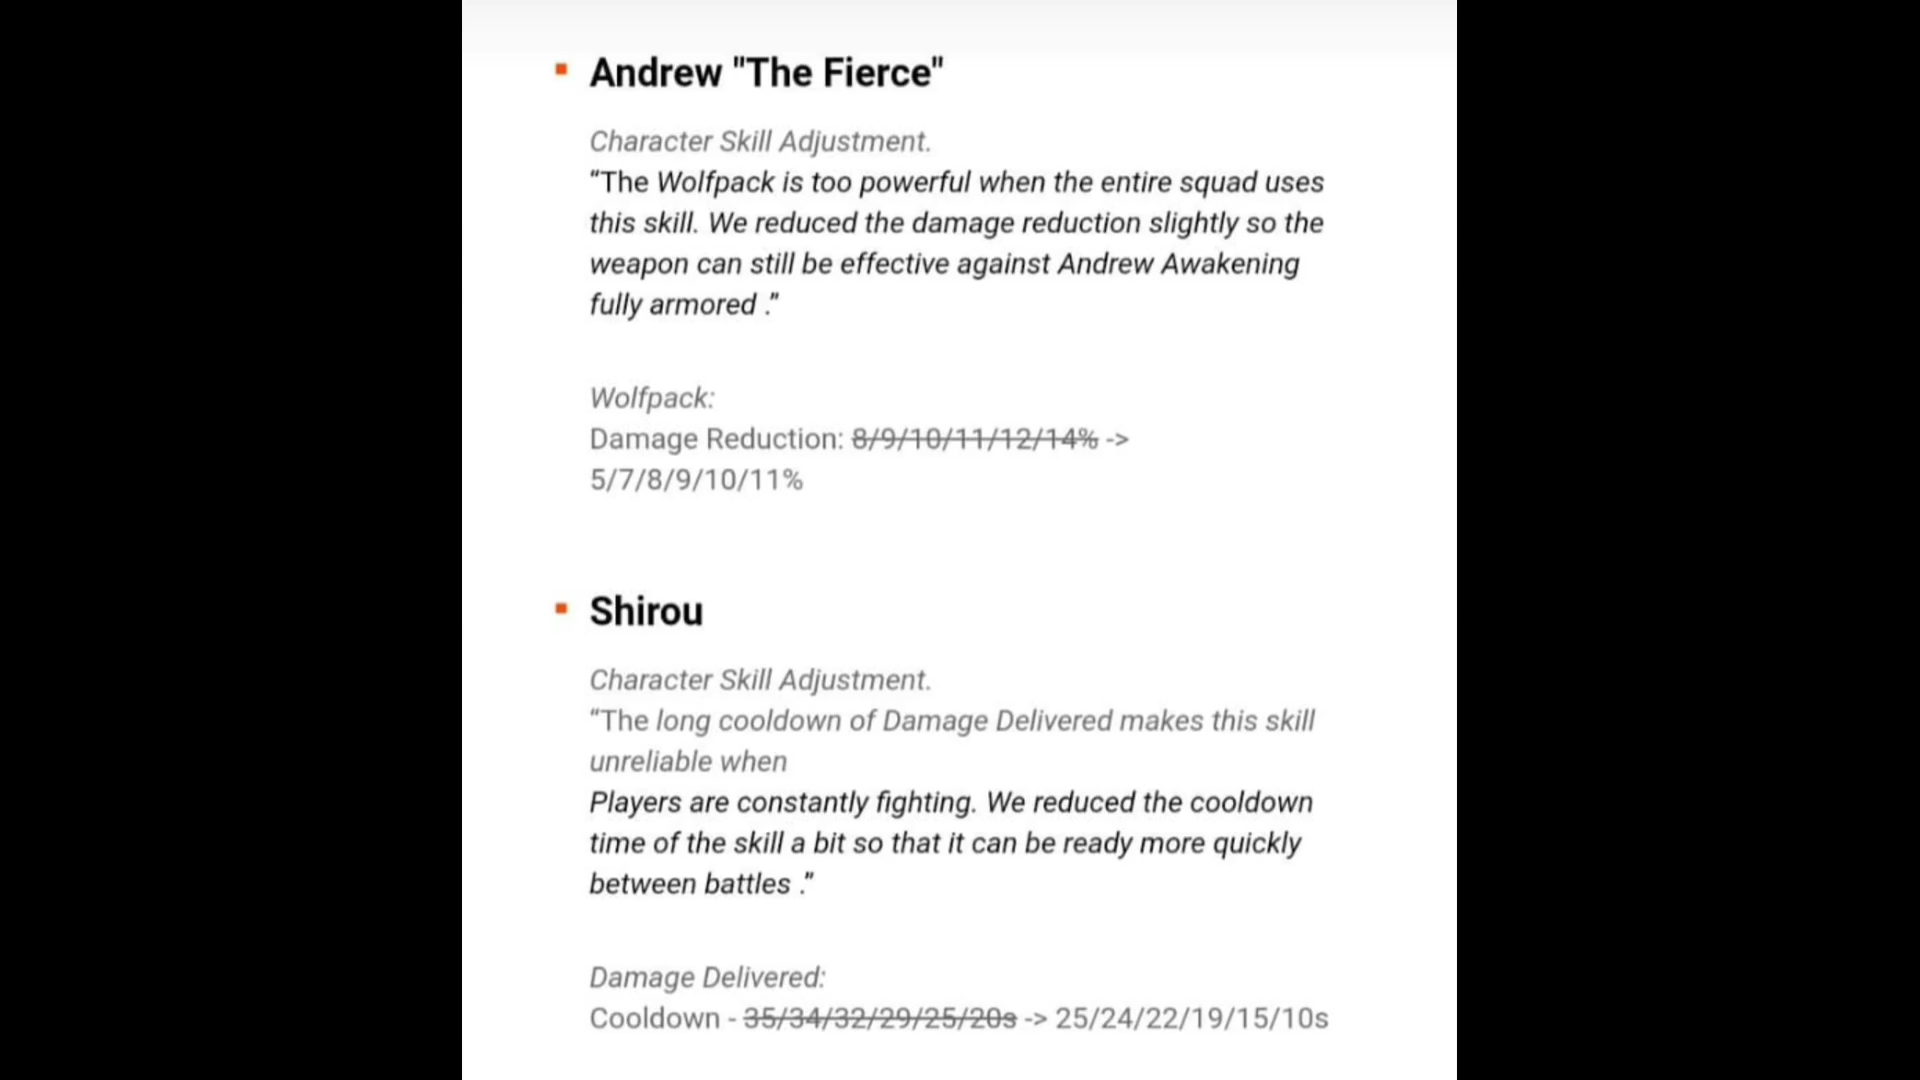 Andrew "The Fierce"
Character Skill Adjustment.
“The Wolfpack is too powerful when the entire squad uses
this skill. We reduced the damage reduction slightly so the
weapon can still be effective against Andrew Awakening
fully armored .”
Wolfpack:
Damage Reduction: 8/9/10/11/12/14% ->
5/7/8/9/10/11%
Shirou
Character Skill Adjustment.
“The long cooldown of Damage Delivered makes this skill
unreliable when
Players are constantly fighting. We reduced the cooldown
time of the skill a bit so that it can be ready more quickly
between battles .”
Damage Delivered:
Cooldown - 35/34/32/29/25/20s -> 25/24/22/19/15/10s